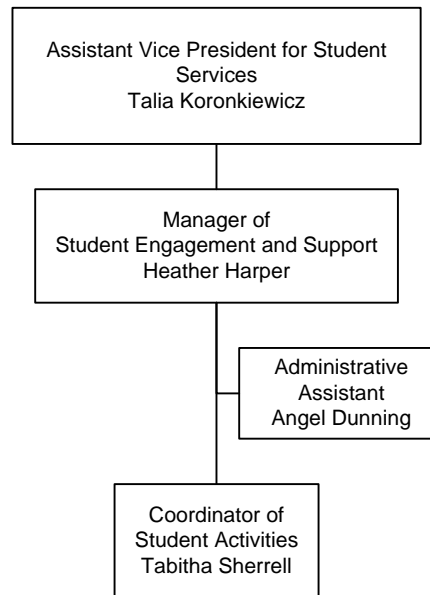 Assistant Vice President for Student
Services
Talia Koronkiewicz
Manager of
Student Engagement and Support
Heather Harper
Administrative
Assistant
Angel Dunning
Coordinator of
Student Activities
Tabitha Sherrell